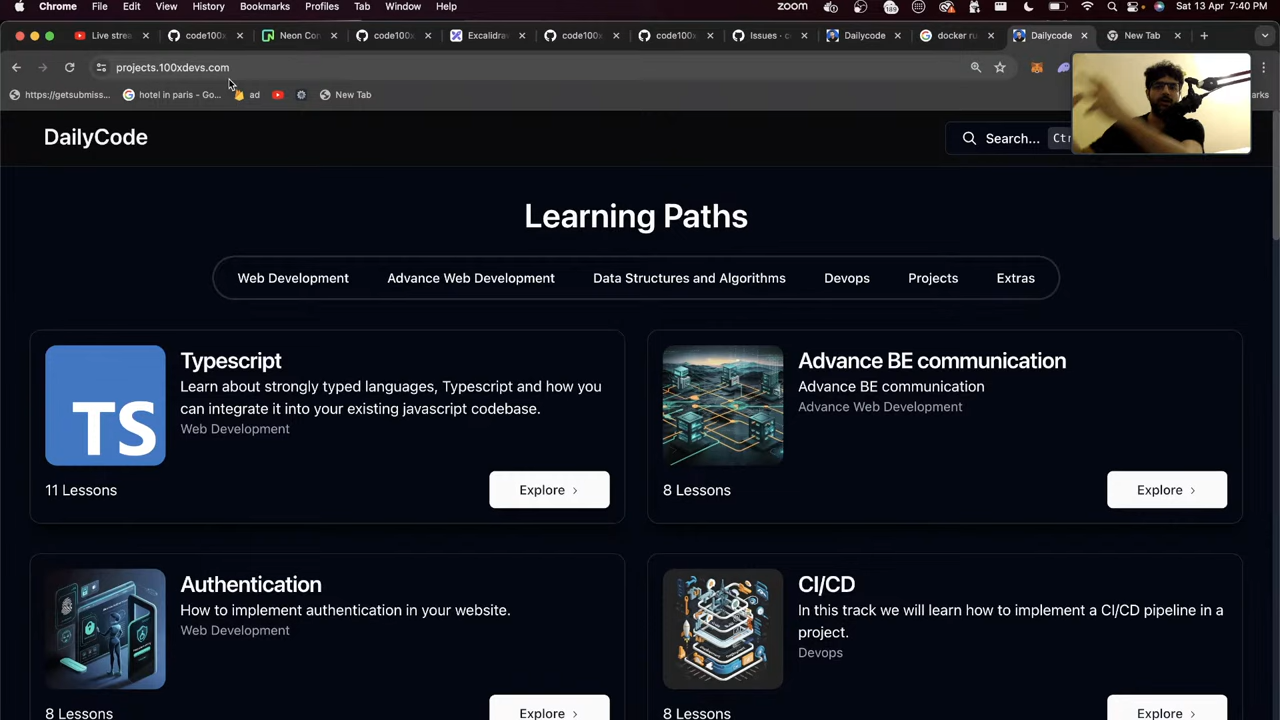 Chrome File Edit View History Bookmarks Profiles Tab Window Help
zoom 189 Sat 13 Apr 7:40 PM
Live strea code100x Neon Con code100x Excalidra code100x code100x Issues · c Dailycode docker ru Dailycode New Tab
projects.100xdevs.com
https://getsubmiss... hotel in paris - Go... ad New Tab arks
DailyCode
Search... Ctr
Learning Paths
Web Development Advance Web Development Data Structures and Algorithms Devops Projects Extras
Typescript
Learn about strongly typed languages, Typescript and how you
can integrate it into your existing javascript codebase.
Web Development
TS
11 Lessons
Explore
Advance BE communication
Advance BE communication
Advance Web Development
8 Lessons
Explore
Authentication
How to implement authentication in your website.
Web Development
8 Lessons
Explore
CI/CD
In this track we will learn how to implement a CI/CD pipeline in a
project.
Devops
Explore